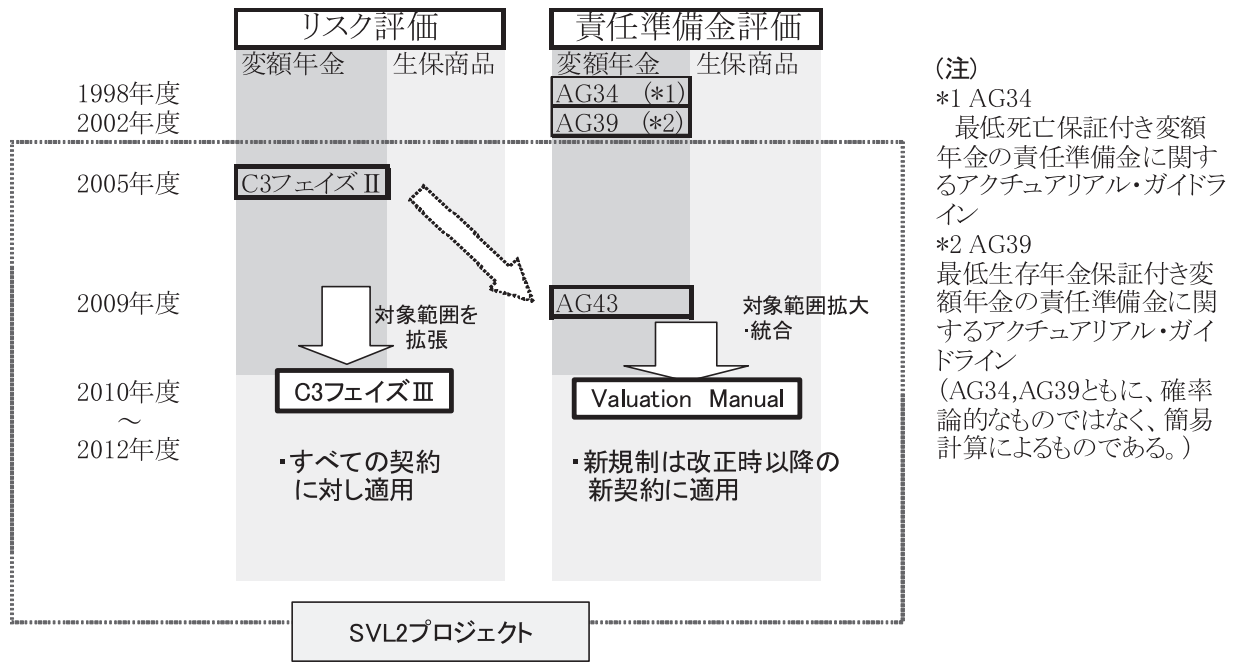 リスク評価
責任準備金評価
変額年金 生保商品
変額年金 生保商品
1998年度
AG34 (*1)
2002年度
AG39 (*2)
2005年度
C3フェイズⅡ
2009年度
AG43
対象範囲を
拡張
対象範囲拡大
・統合
2010年度
～
2012年度
C3フェイズⅢ
Valuation Manual
・すべての契約
に対し適用
・新規制は改正時以降の
新契約に適用
SVL2プロジェクト
(注)
*1 AG34
最低死亡保証付き変額
年金の責任準備金に関す
るアクチュアリアル・ガイドラ
イン
*2 AG39
最低生存年金保証付き変
額年金の責任準備金に関
するアクチュアリアル・ガイ
ドライン
（AG34,AG39ともに、確率
論的なものではなく、簡易
計算によるものである。）